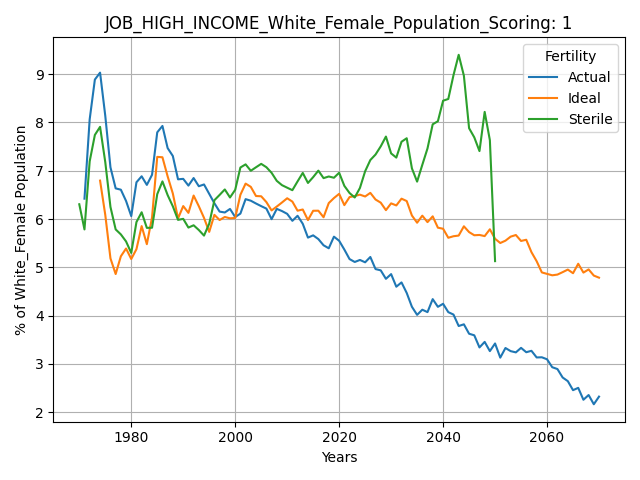 JOB_HIGH_INCOME_White_Female_Population_Scoring: 1
Fertility
Actual
Ideal
Sterile
% of White_Female Population
9
8
7
6
5
4
3
2
1980
2000
2020
2040
2060
Years